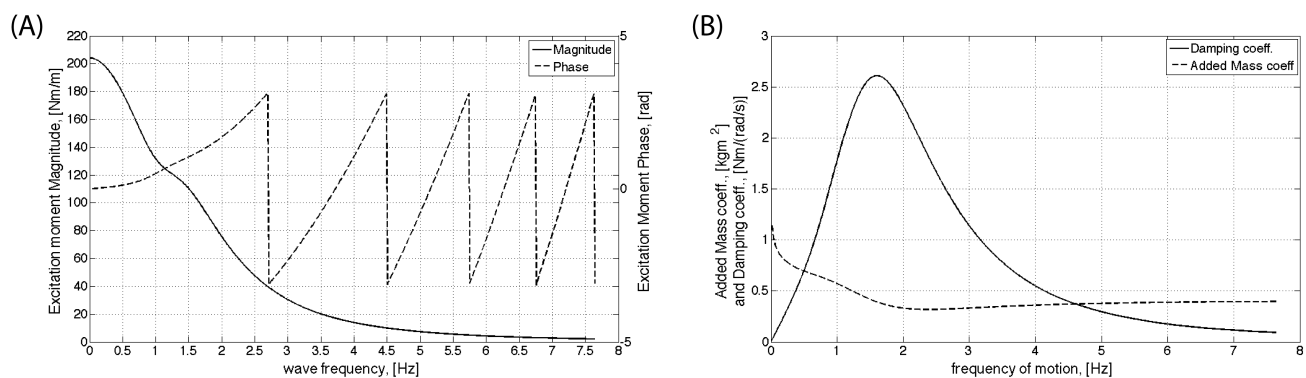 (A)
220
200
180
160
140
120
100
80
60
40
20
0
Excitation moment Magnitude, [Nm/m]
Magnitude
Phase
5
0
5
Excitation Moment Phase, [rad]
0 0.5 1 1.5 2 2.5 3 3.5 4 4.5 5 5.5 6 6.5 7 7.5 8
wave frequency, [Hz]
(B)
3
2.5
2
1.5
1
0.5
0
Added Mass coeff., [kgm^2]
and Damping coeff., [Nm/(rad/s)]
Damping coeff.
Added Mass coeff
0 1 2 3 4 5 6 7 8
frequency of motion, [Hz]